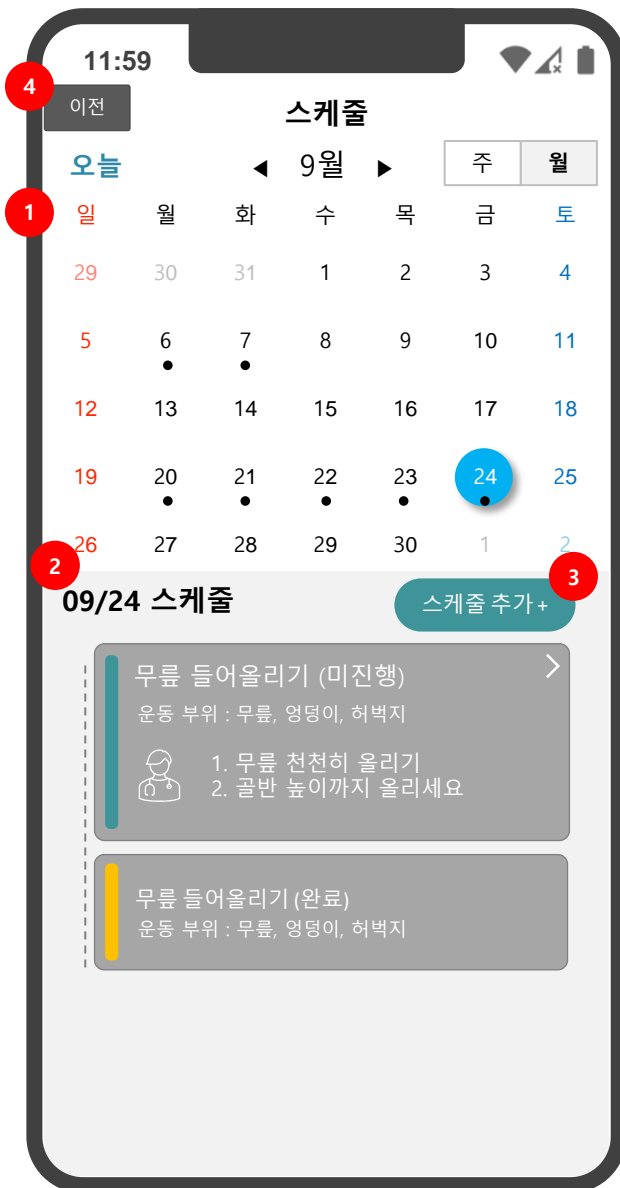 11:59
4
이전
스케줄
오늘 ◀ 9월 ▶ 주 월
1
일 월 화 수 목 금 토
29 30 31 1 2 3 4
5 6 7 8 9 10 11
12 13 14 15 16 17 18
19 20 21 22 23 24 25
26 27 28 29 30 1 2
2
3
09/24 스케줄
스케줄 추가+
무릎 들어올리기 (미진행)
운동 부위 : 무릎, 엉덩이, 허벅지
1. 무릎 천천히 올리기
2. 골반 높이까지 올리세요
무릎 들어올리기 (완료)
운동 부위 : 무릎, 엉덩이, 허벅지